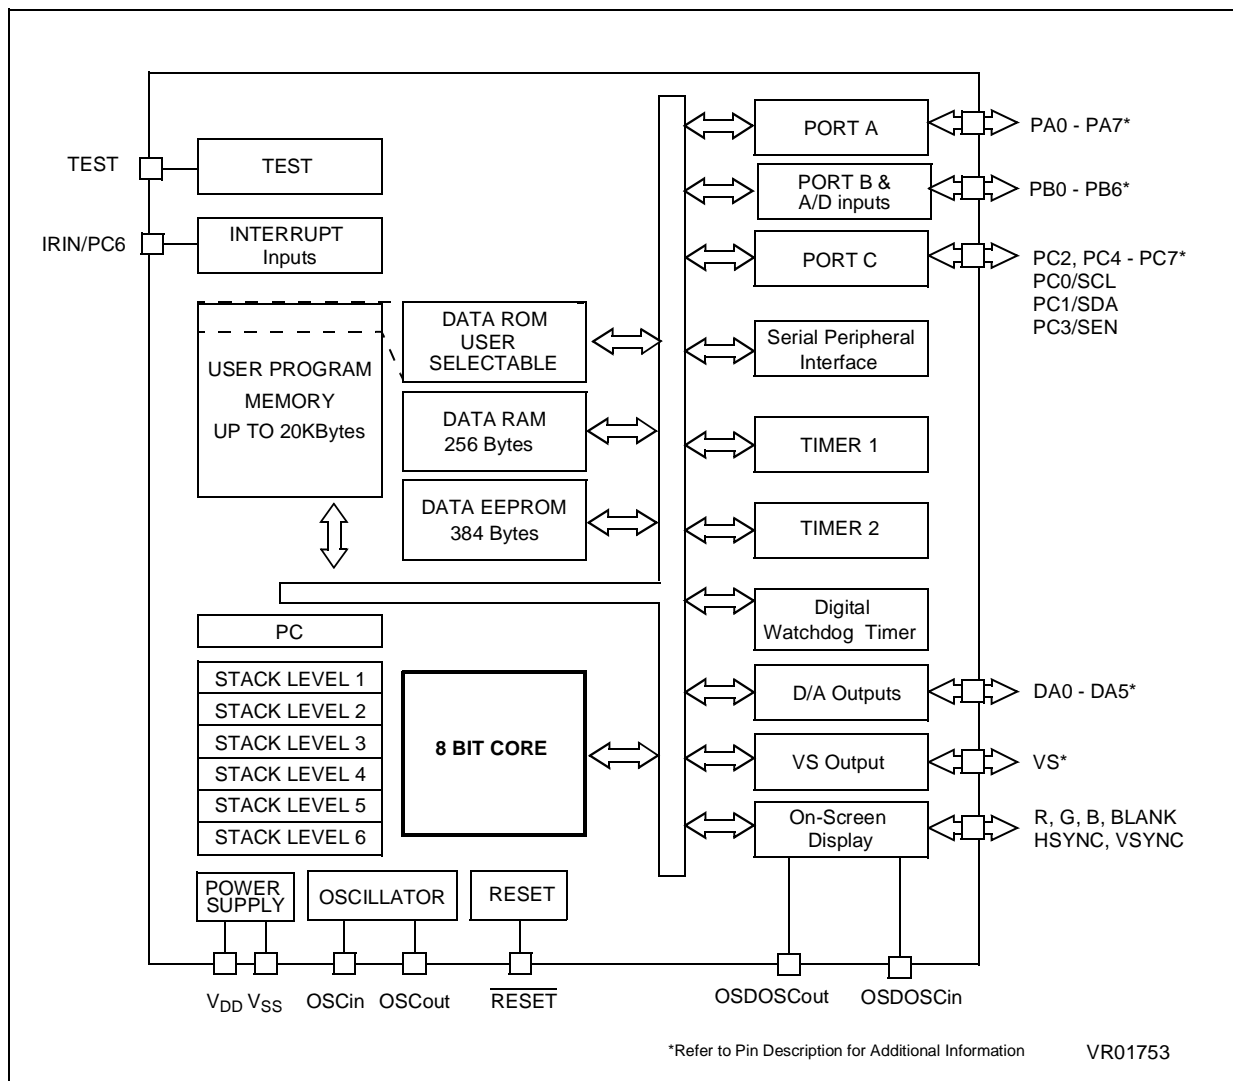 TEST
TEST
IRIN/PC6
INTERRUPT
Inputs
USER PROGRAM
MEMORY
UP TO 20KBytes
DATA ROM
USER
SELECTABLE
DATA RAM
256 Bytes
DATA EEPROM
384 Bytes
PC
STACK LEVEL 1
STACK LEVEL 2
STACK LEVEL 3
STACK LEVEL 4
STACK LEVEL 5
STACK LEVEL 6
8 BIT CORE
POWER
SUPPLY
OSCILLATOR
RESET
VDD VSS
OSCin
OSCout
RESET
PORT A
PA0 - PA7*
PORT B &
A/D inputs
PB0 - PB6*
PORT C
PC2, PC4 - PC7*
PC0/SCL
PC1/SDA
PC3/SEN
Serial Peripheral
Interface
TIMER 1
TIMER 2
Digital
Watchdog Timer
D/A Outputs
DA0 - DA5*
VS Output
VS*
On-Screen
Display
R, G, B, BLANK
HSYNC, VSYNC
OSDOSCout
OSDOSCin
*Refer to Pin Description for Additional Information
VR01753